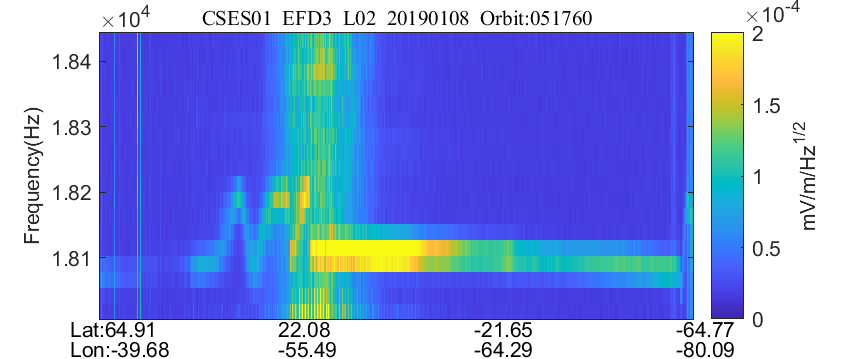 ×10⁴ CSES01 EFD3 L02 20190108 Orbit:051760 ×10⁻⁴
1.84
1.83
1.82
1.81
Frequency(Hz)
2
1.5
1
0.5
0
mV/m/Hz^1/2
Lat:64.91 22.08 -21.65 -64.77
Lon:-39.68 -55.49 -64.29 -80.09